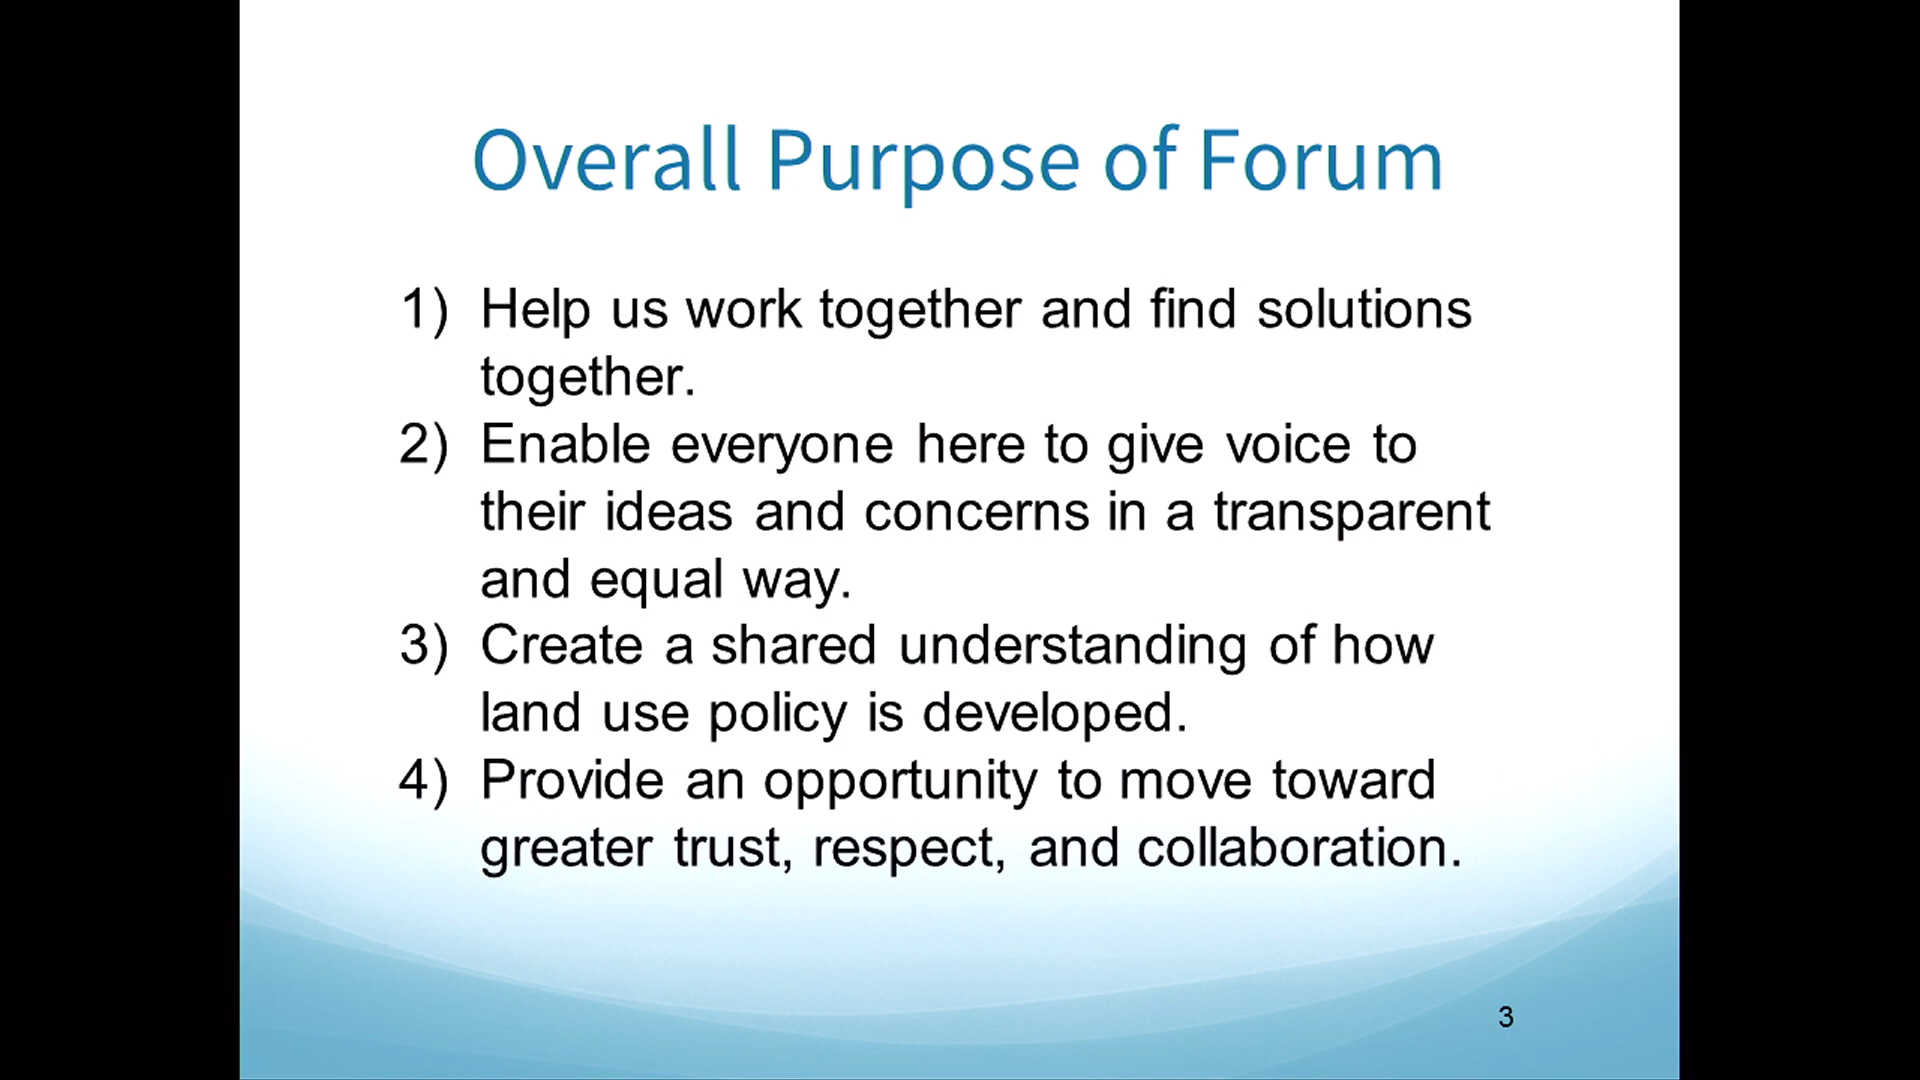 Overall Purpose of Forum
1) Help us work together and find solutions
together.
2) Enable everyone here to give voice to
their ideas and concerns in a transparent
and equal way.
3) Create a shared understanding of how
land use policy is developed.
4) Provide an opportunity to move toward
greater trust, respect, and collaboration.
3